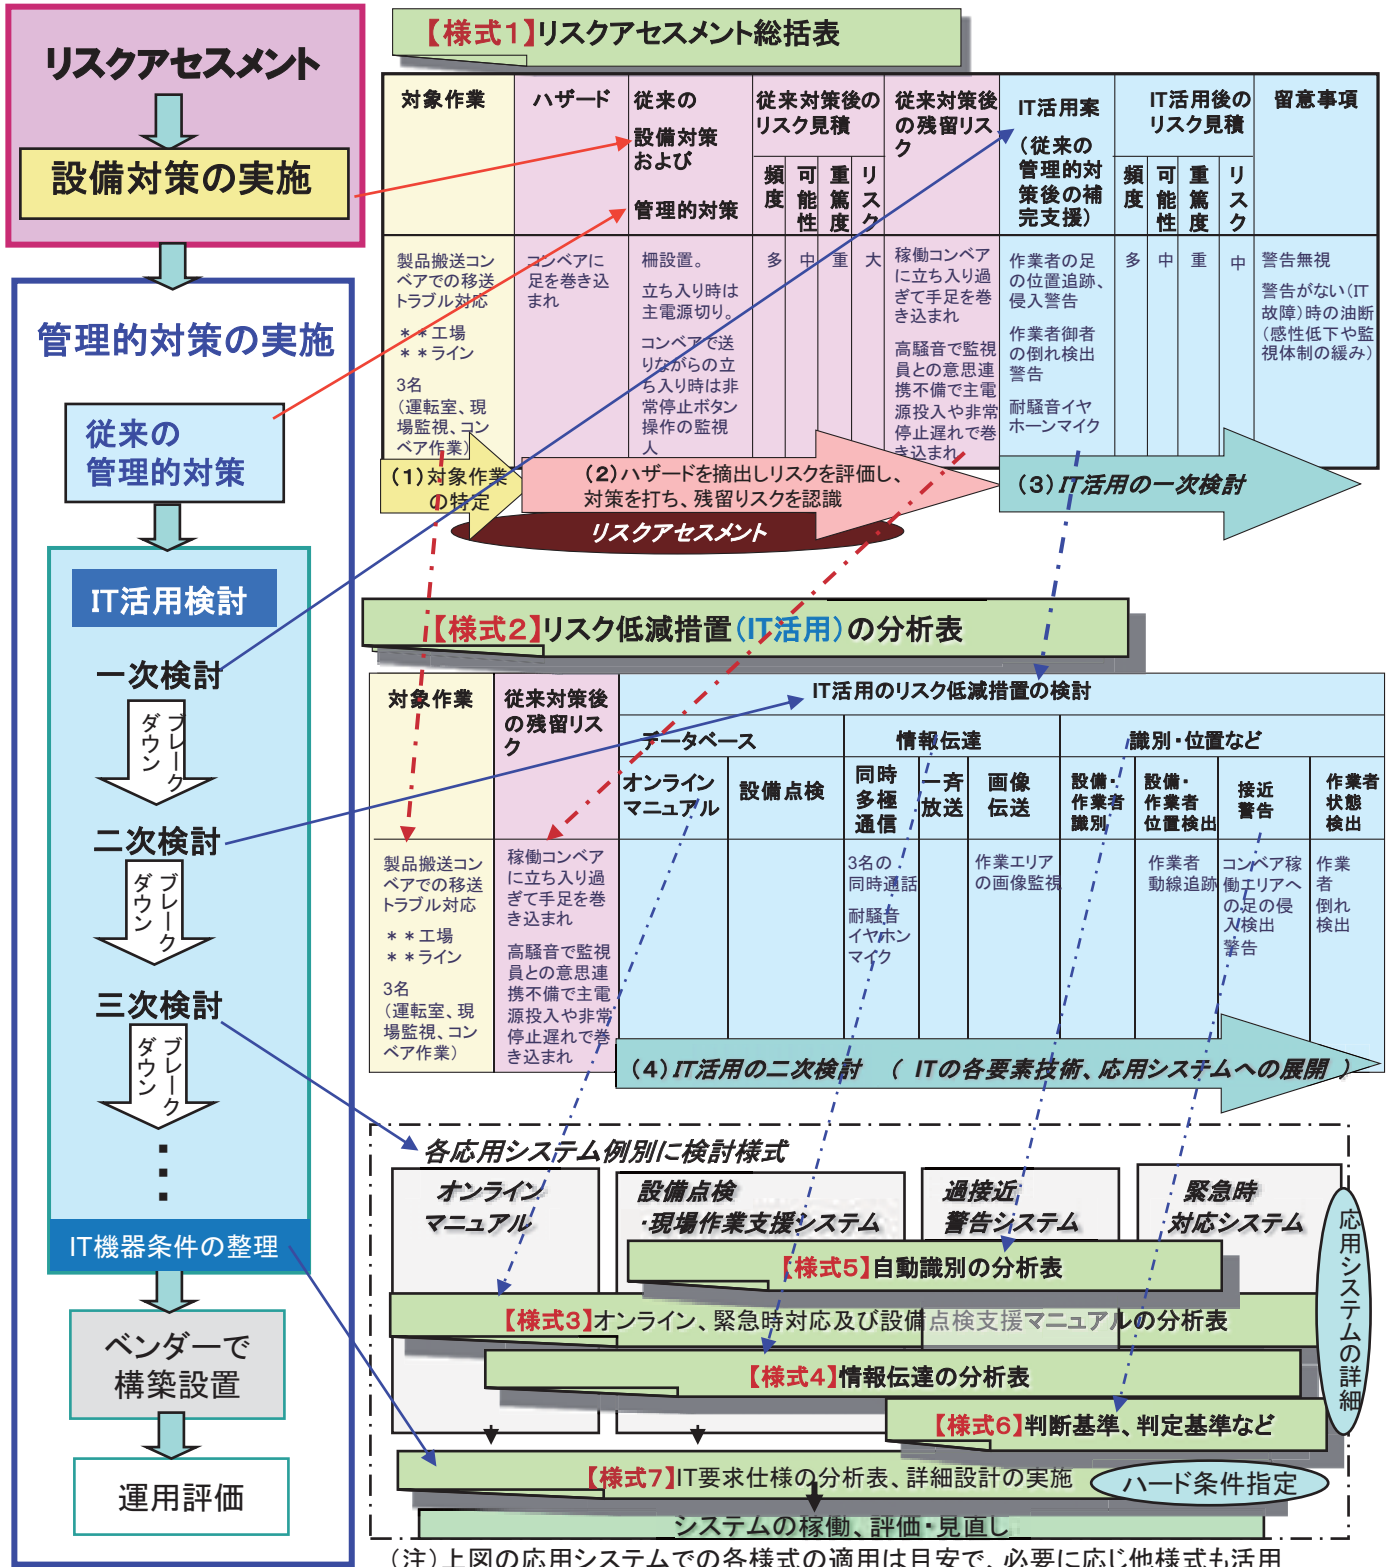 リスクアセスメント
設備対策の実施
管理的対策の実施
従来の
管理的対策
IT活用検討
一次検討
ブレーク
ダウン
二次検討
ブレーク
ダウン
三次検討
ブレーク
ダウン
IT機器条件の整理
ベンダーで
構築設置
運用評価
【様式1】リスクアセスメント総括表
対象作業
ハザード
従来の
設備対策
および
管理的対策
従来対策後の
リスク見積
頻度
可能性
重篤度
リスク
従来対策後
の残留リス
ク
IT活用案
(従来の
管理的対
策後の補
完支援)
IT活用後の
リスク見積
頻度
可能性
重篤度
リスク
留意事項
製品搬送コン
ベアでの移送
トラブル対応
**工場
**ライン
3名
(運転室、現
場監視、コン
ベア作業)
コンベアに
足を巻き込
まれ
柵設置。
立ち入り時は
主電源切り。
コンベアで送
りながらの立
ち入り時は非
常停止ボタン
操作の監視
人
多
中
重
大
稼働コンベア
に立ち入り過
ぎて手足を巻
き込まれ
高騒音で監視
員との意思連
携不備で主電
源投入や非常
停止遅れで巻
き込まれ
作業者の足
の位置追跡、
侵入警告
作業者御者
の倒れ検出
警告
耐騒音イヤ
ホーンマイク
多
中
重
中
警告無視
警告がない(IT
故障)時の油断
(感性低下や監
視体制の緩み)
(1)対象作業
の特定
(2)ハザードを摘出しリスクを評価し、
対策を打ち、残留りスクを認識
(3)IT活用の一次検討
リスクアセスメント
【様式2】リスク低減措置(IT活用)の分析表
対象作業
従来対策後
の残留リス
ク
IT活用のリスク低減措置の検討
データベース
情報伝達
識別・位置など
オンライン
マニュアル
設備点検
同時
多極
通信
一斉
放送
画像
伝送
設備・
作業者
識別
設備・
作業者
位置検出
接近
警告
作業者
状態
検出
製品搬送コン
ベアでの移送
トラブル対応
**工場
**ライン
3名
(運転室、現
場監視、コン
ベア作業)
稼働コンベア
に立ち入り過
ぎて手足を巻
き込まれ
高騒音で監視
員との意思連
携不備で主電
源投入や非常
停止遅れで巻
き込まれ
3名の
同時通話
耐騒音
イヤホン
マイク
作業エリア
の画像監視
作業者
動線追跡
コンベア稼
働エリアへ
の足の侵
入検出
警告
作業
者
倒れ
検出
(4)IT活用の二次検討 ( ITの各要素技術、応用システムへの展開 )
各応用システム例別に検討様式
オンライン
マニュアル
設備点検
・現場作業支援システム
過接近
警告システム
緊急時
対応システム
応用システムの詳細
【様式5】自動識別の分析表
【様式3】オンライン、緊急時対応及び設備点検支援マニュアルの分析表
【様式4】情報伝達の分析表
【様式6】判断基準、判定基準など
【様式7】IT要求仕様の分析表、詳細設計の実施
ハード条件指定
システムの稼働、評価・見直し
(注)上図の応用システムでの各様式の適用は目安で、必要に応じ他様式も活用